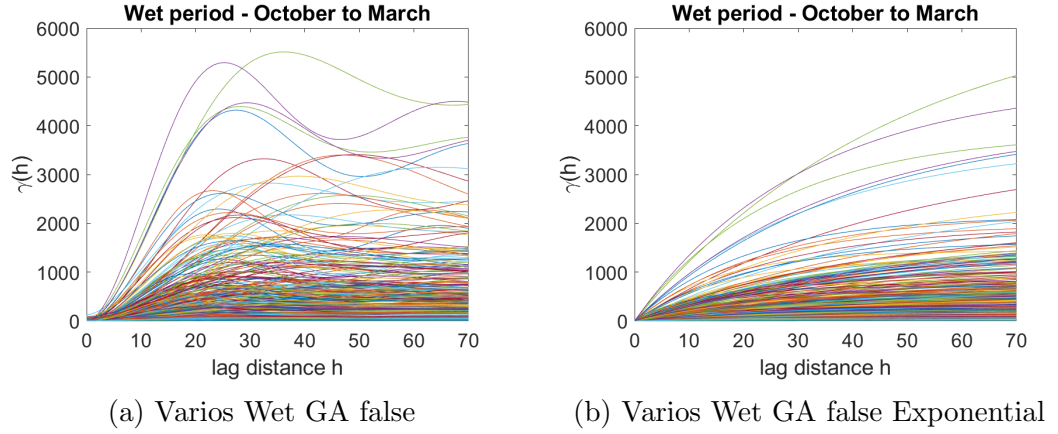 Wet period - October to March
6000
5000
4000
3000
2000
1000
0
γ(h)
0 10 20 30 40 50 60 70
lag distance h
(a) Varios Wet GA false
Wet period - October to March
6000
5000
4000
3000
2000
1000
0
γ(h)
0 10 20 30 40 50 60 70
lag distance h
(b) Varios Wet GA false Exponential